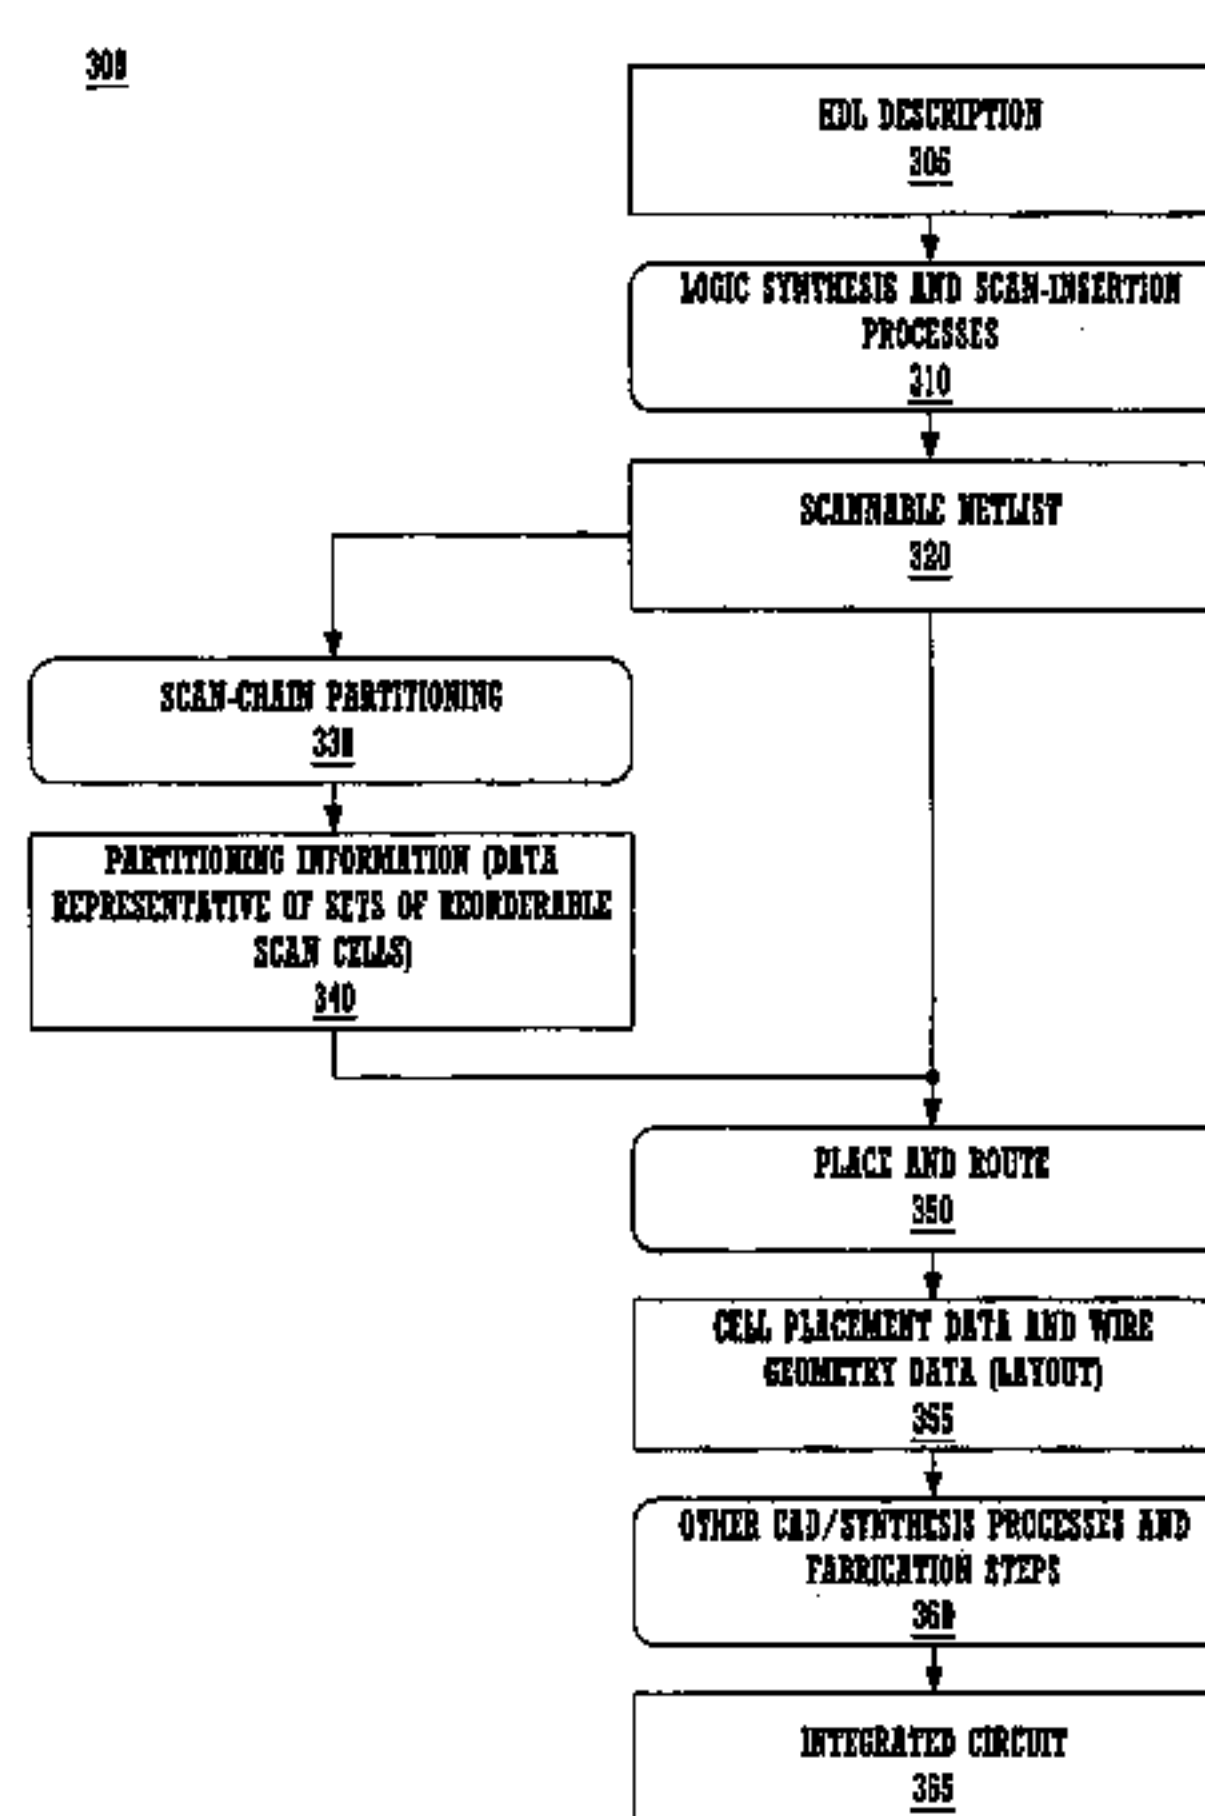 300
HDL DESCRIPTION
305
LOGIC SYNTHESIS AND SCAN-INSERTION
PROCESSES
310
SCANNABLE NETLIST
320
SCAN-CHAIN PARTITIONING
330
PARTITIONING INFORMATION (DATA
REPRESENTATIVE OF SETS OF REORDERABLE
SCAN CELLS)
340
PLACE AND ROUTE
350
CELL PLACEMENT DATA AND WIRE
GEOMETRY DATA (LAYOUT)
355
OTHER CAD/SYNTHESIS PROCESSES AND
FABRICATION STEPS
360
INTEGRATED CIRCUIT
365